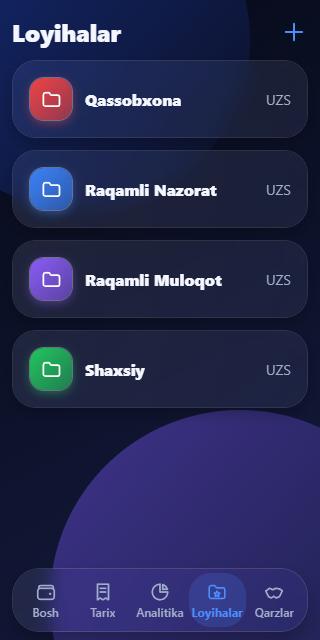 Loyihalar
Qassobxona UZS
Raqamli Nazorat UZS
Raqamli Muloqot UZS
Shaxsiy UZS
Bosh Tarix Analitika Loyihalar Qarzlar